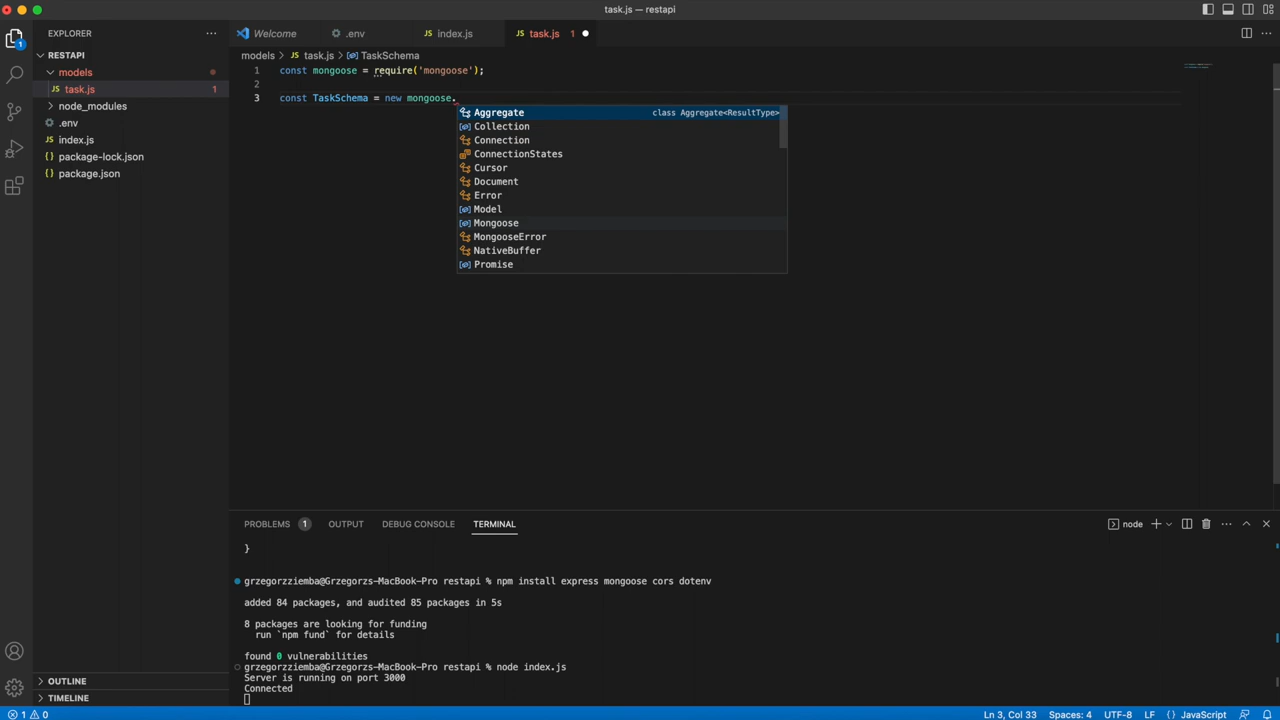 task.js — restapi
EXPLORER
Welcome
.env
index.js
task.js 1
RESTAPI
models > task.js > TaskSchema
models
task.js 1
node_modules
.env
index.js
package-lock.json
package.json
1 const mongoose = require('mongoose');
2
3 const TaskSchema = new mongoose.
Aggregate class Aggregate<ResultType>
Collection
Connection
ConnectionStates
Cursor
Document
Error
Model
Mongoose
MongooseError
NativeBuffer
Promise
PROBLEMS 1 OUTPUT DEBUG CONSOLE TERMINAL
node
}
grzegorzziemba@Grzegorzs-MacBook-Pro restapi % npm install express mongoose cors dotenv
added 84 packages, and audited 85 packages in 5s
8 packages are looking for funding
run `npm fund` for details
found 0 vulnerabilities
grzegorzziemba@Grzegorzs-MacBook-Pro restapi % node index.js
Server is running on port 3000
Connected
OUTLINE
TIMELINE
1 0
Ln 3, Col 33 Spaces: 4 UTF-8 LF { } JavaScript